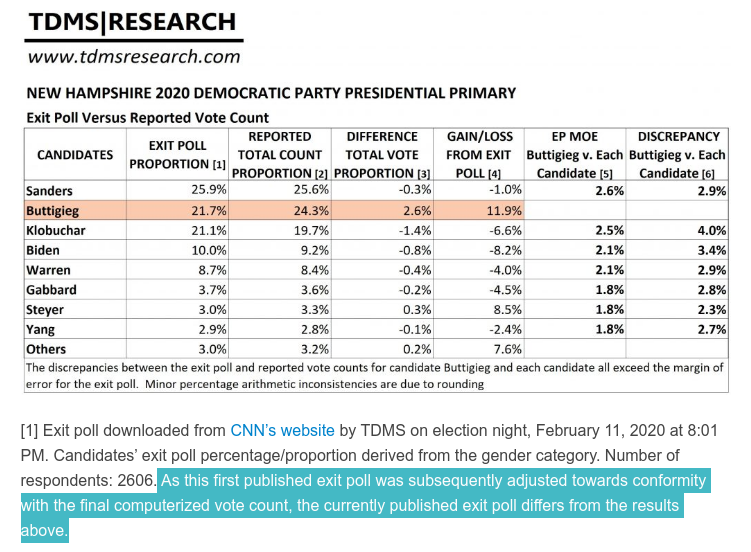 TDMS|RESEARCH
www.tdmsresearch.com
NEW HAMPSHIRE 2020 DEMOCRATIC PARTY PRESIDENTIAL PRIMARY
Exit Poll Versus Reported Vote Count
CANDIDATES EXIT POLL PROPORTION [1] REPORTED TOTAL COUNT PROPORTION [2] DIFFERENCE TOTAL VOTE PROPORTION [3] GAIN/LOSS FROM EXIT POLL [4] EP MOE Buttigieg v. Each Candidate [5] DISCREPANCY Buttigieg v. Each Candidate [6]
Sanders 25.9% 25.6% -0.3% -1.0% 2.6% 2.9%
Buttigieg 21.7% 24.3% 2.6% 11.9%
Klobuchar 21.1% 19.7% -1.4% -6.6% 2.5% 4.0%
Biden 10.0% 9.2% -0.8% -8.2% 2.1% 3.4%
Warren 8.7% 8.4% -0.4% -4.0% 2.1% 2.9%
Gabbard 3.7% 3.6% -0.2% -4.5% 1.8% 2.8%
Steyer 3.0% 3.3% 0.3% 8.5% 1.8% 2.3%
Yang 2.9% 2.8% -0.1% -2.4% 1.8% 2.7%
Others 3.0% 3.2% 0.2% 7.6%
The discrepancies between the exit poll and reported vote counts for candidate Buttigieg and each candidate all exceed the margin of
error for the exit poll. Minor percentage arithmetic inconsistencies are due to rounding
[1] Exit poll downloaded from CNN's website by TDMS on election night, February 11, 2020 at 8:01
PM. Candidates' exit poll percentage/proportion derived from the gender category. Number of
respondents: 2606. As this first published exit poll was subsequently adjusted towards conformity
with the final computerized vote count, the currently published exit poll differs from the results
above.